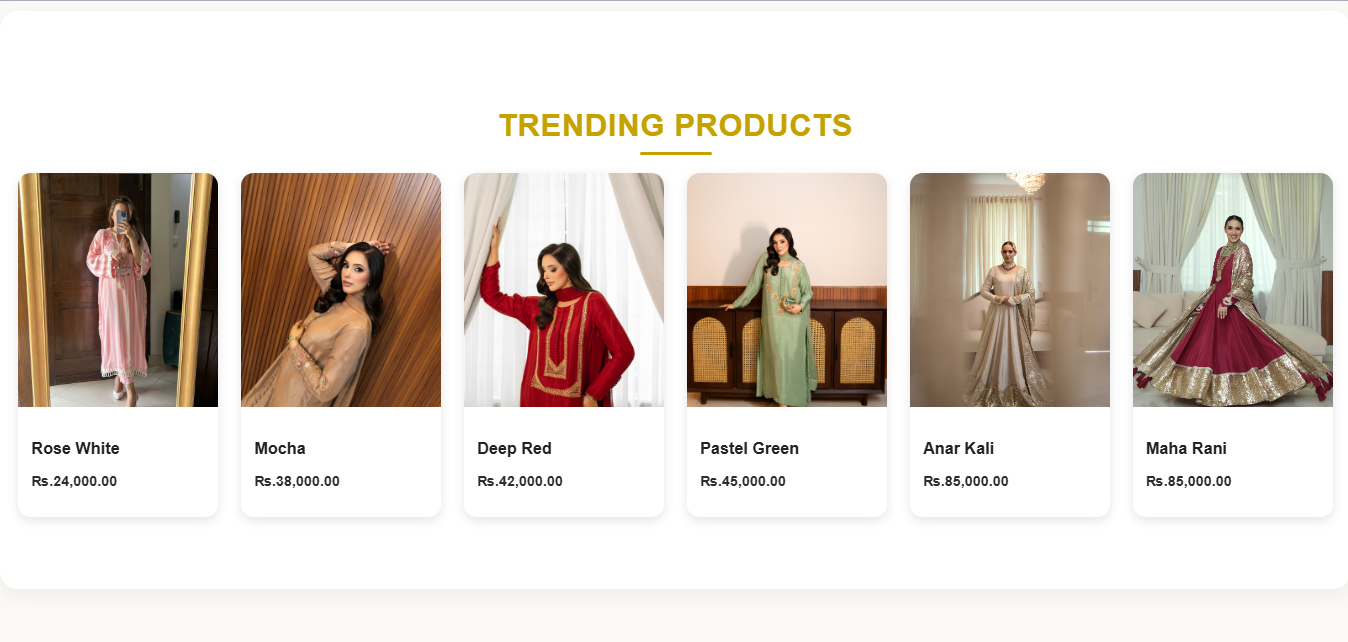 TRENDING PRODUCTS
Rose White
Rs.24,000.00
Mocha
Rs.38,000.00
Deep Red
Rs.42,000.00
Pastel Green
Rs.45,000.00
Anar Kali
Rs.85,000.00
Maha Rani
Rs.85,000.00